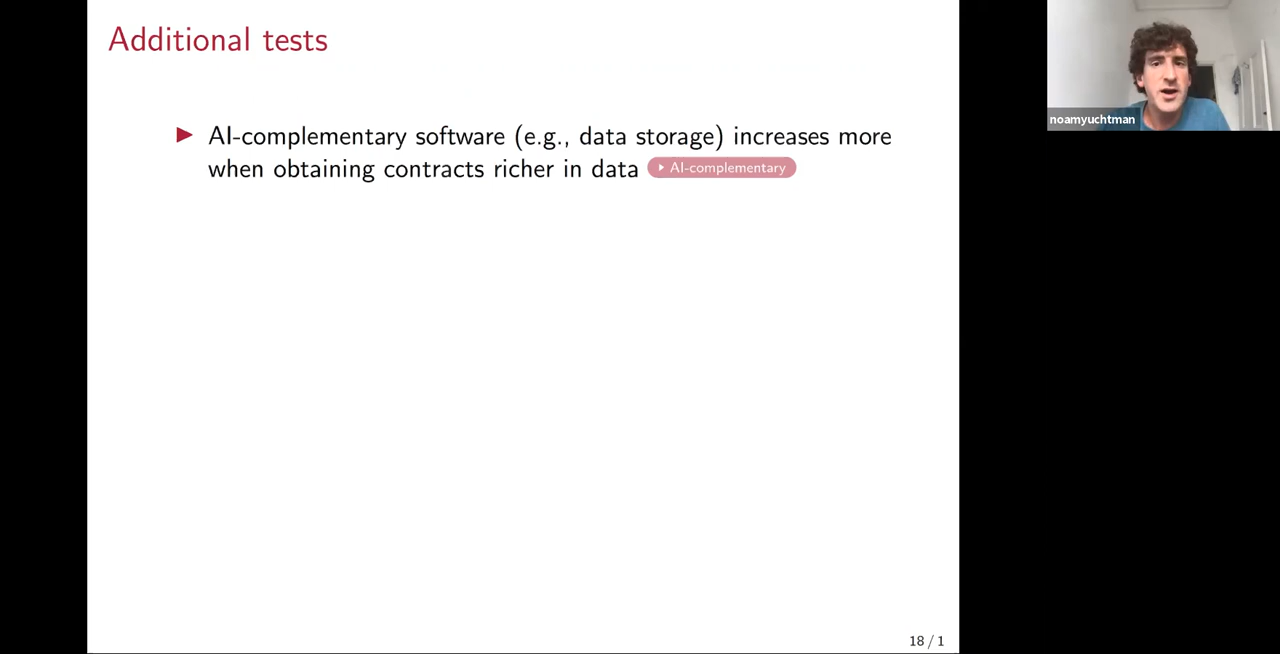 Additional tests
AI-complementary software (e.g., data storage) increases more
when obtaining contracts richer in data AI-complementary
noamyuchtman
18 / 1